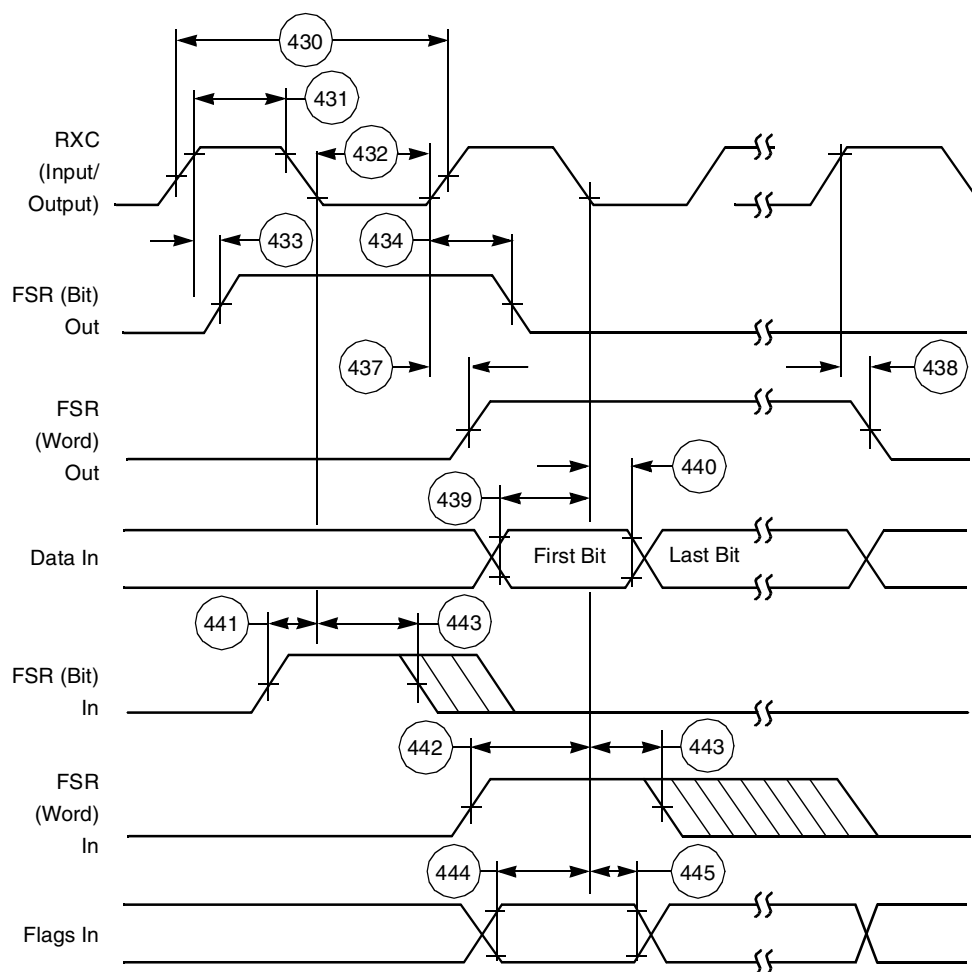 430
431
RXC
(Input/
Output)
432
433
434
FSR (Bit)
Out
437
438
FSR
(Word)
Out
440
439
Data In
First Bit
Last Bit
441
443
FSR (Bit)
In
442
443
FSR
(Word)
In
444
445
Flags In